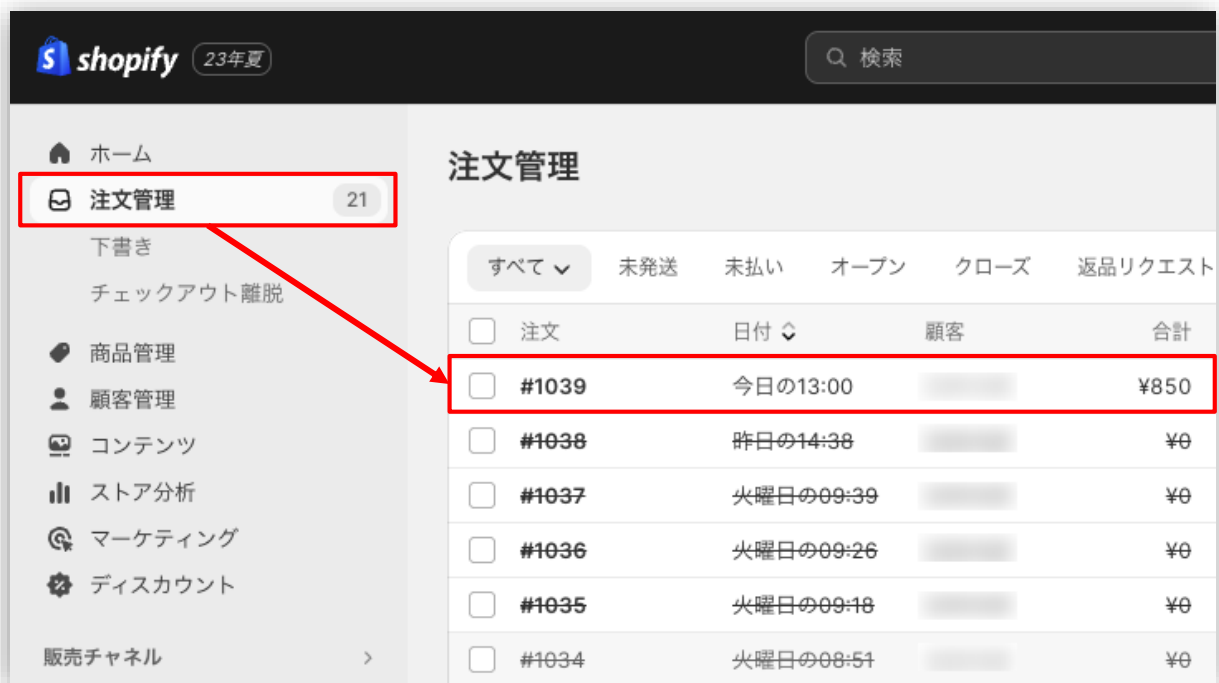 shopify 23年夏 検索
ホーム
注文管理 21
下書き
チェックアウト離脱
商品管理
顧客管理
コンテンツ
ストア分析
マーケティング
ディスカウント
販売チャネル
注文管理
すべて 未発送 未払い オープン クローズ 返品リクエスト
注文 日付 顧客 合計
#1039 今日の13:00 ¥850
#1038 昨日の14:38 ¥0
#1037 火曜日の09:39 ¥0
#1036 火曜日の09:26 ¥0
#1035 火曜日の09:18 ¥0
#1034 火曜日の08:51 ¥0